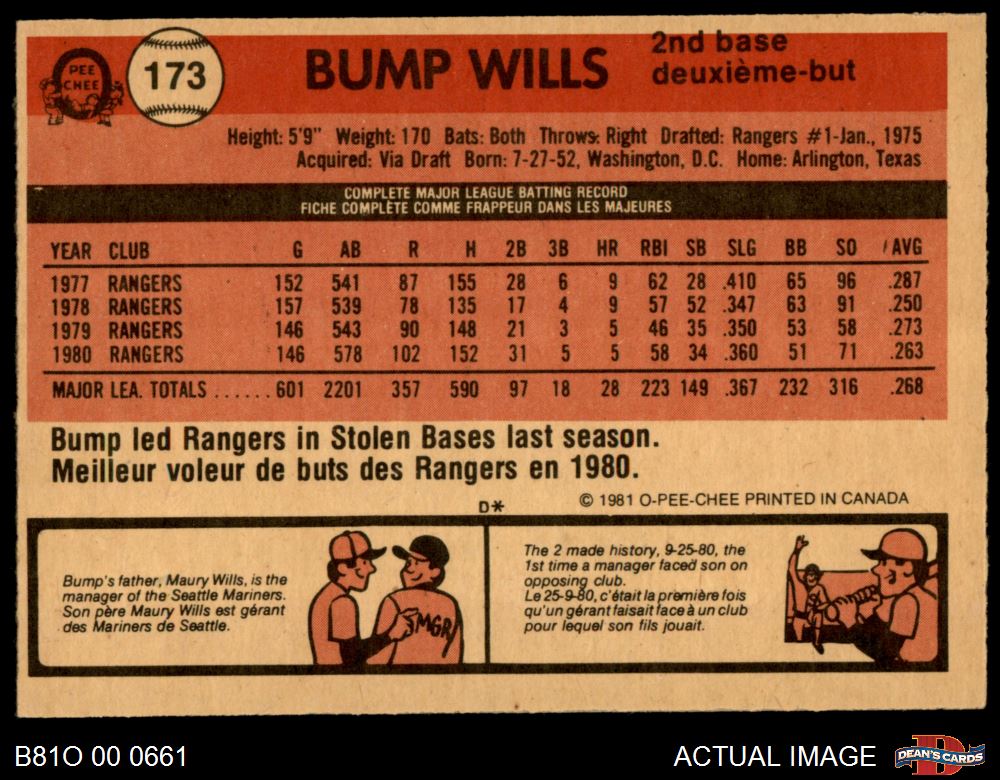 PEE
CHEE
173
BUMP WILLS
2nd base
deuxième-but
Height: 5'9" Weight: 170 Bats: Both Throws: Right Drafted: Rangers #1-Jan., 1975
Acquired: Via Draft Born: 7-27-52, Washington, D.C. Home: Arlington, Texas
COMPLETE MAJOR LEAGUE BATTING RECORD
FICHE COMPLÈTE COMME FRAPPEUR DANS LES MAJEURES
YEAR CLUB G AB R H 2B 3B HR RBI SB SLG BB SO AVG
1977 RANGERS 152 541 87 155 28 6 9 62 28 .410 65 96 .287
1978 RANGERS 157 539 78 135 17 4 9 57 52 .347 63 91 .250
1979 RANGERS 146 543 90 148 21 3 5 46 35 .350 53 58 .273
1980 RANGERS 146 578 102 152 31 5 5 58 34 .360 51 71 .263
MAJOR LEA. TOTALS ...... 601 2201 357 590 97 18 28 223 149 .367 232 316 .268
Bump led Rangers in Stolen Bases last season.
Meilleur voleur de buts des Rangers en 1980.
© 1981 O-PEE-CHEE PRINTED IN CANADA
D*
Bump's father, Maury Wills, is the
manager of the Seattle Mariners.
Son père Maury Wills est gérant
des Mariners de Seattle.
MGR
The 2 made history, 9-25-80, the
1st time a manager faced son on
opposing club.
Le 25-9-80, c'était la première fois
qu'un gérant faisait face à un club
pour lequel son fils jouait.
B81O 00 0661
ACTUAL IMAGE
DEAN'S CARDS